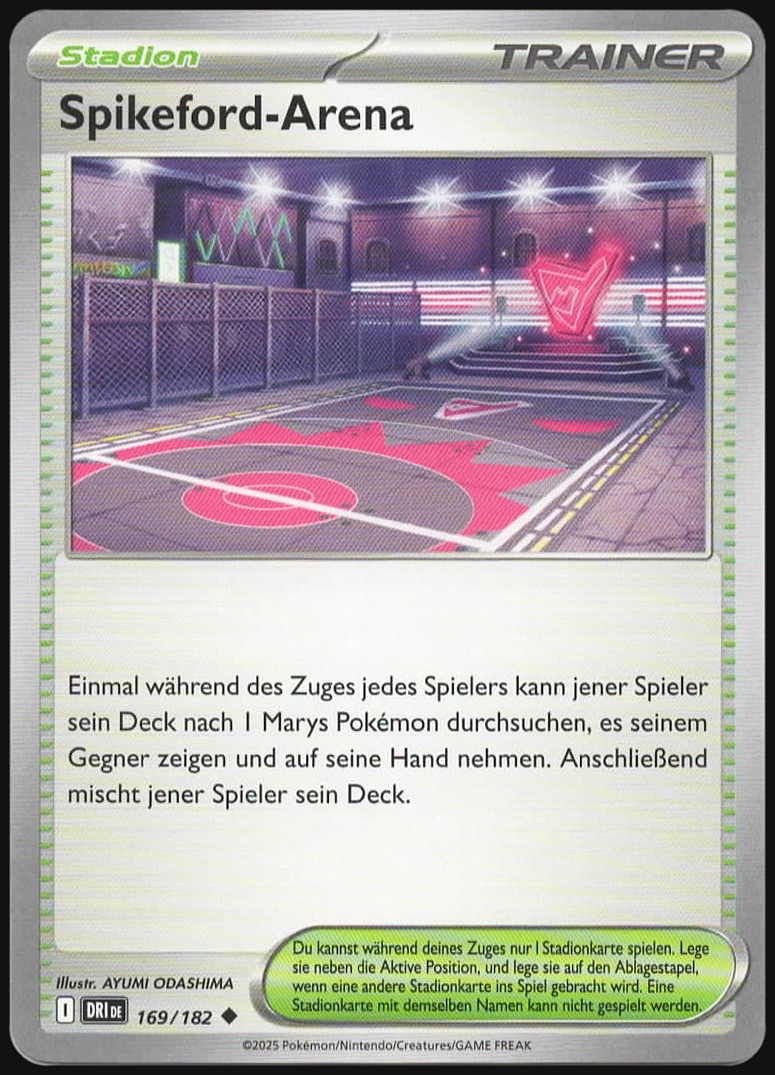 Stadion
TRAINER
Spikeford-Arena
Einmal während des Zuges jedes Spielers kann jener Spieler
sein Deck nach 1 Marys Pokémon durchsuchen, es seinem
Gegner zeigen und auf seine Hand nehmen. Anschließend
mischt jener Spieler sein Deck.
Du kannst während deines Zuges nur 1 Stadionkarte spielen. Lege
sie neben die Aktive Position, und lege sie auf den Ablagestapel,
wenn eine andere Stadionkarte ins Spiel gebracht wird. Eine
Stadionkarte mit demselben Namen kann nicht gespielt werden.
Illustr. AYUMI ODASHIMA
I DRI DE 169/182
©2025 Pokémon/Nintendo/Creatures/GAME FREAK